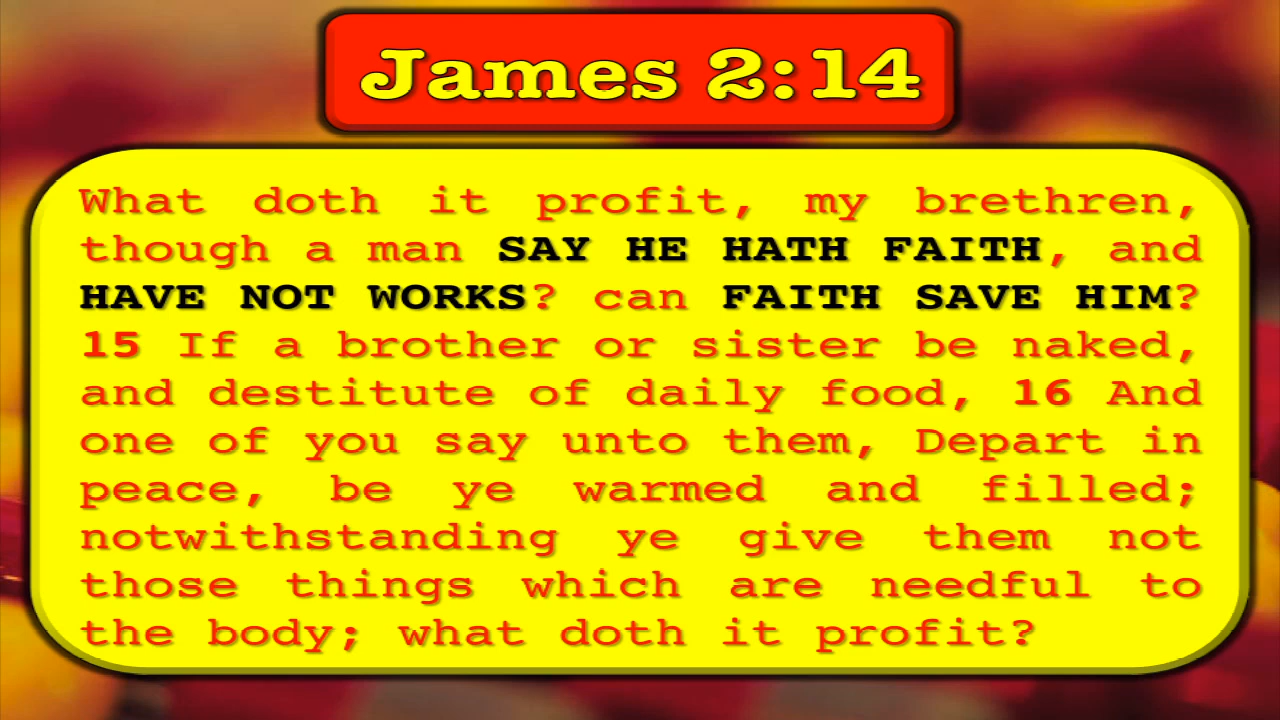 James 2:14
What doth it profit, my brethren,
though a man SAY HE HATH FAITH, and
HAVE NOT WORKS? can FAITH SAVE HIM?
15 If a brother or sister be naked,
and destitute of daily food, 16 And
one of you say unto them, Depart in
peace, be ye warmed and filled;
notwithstanding ye give them not
those things which are needful to
the body; what doth it profit?